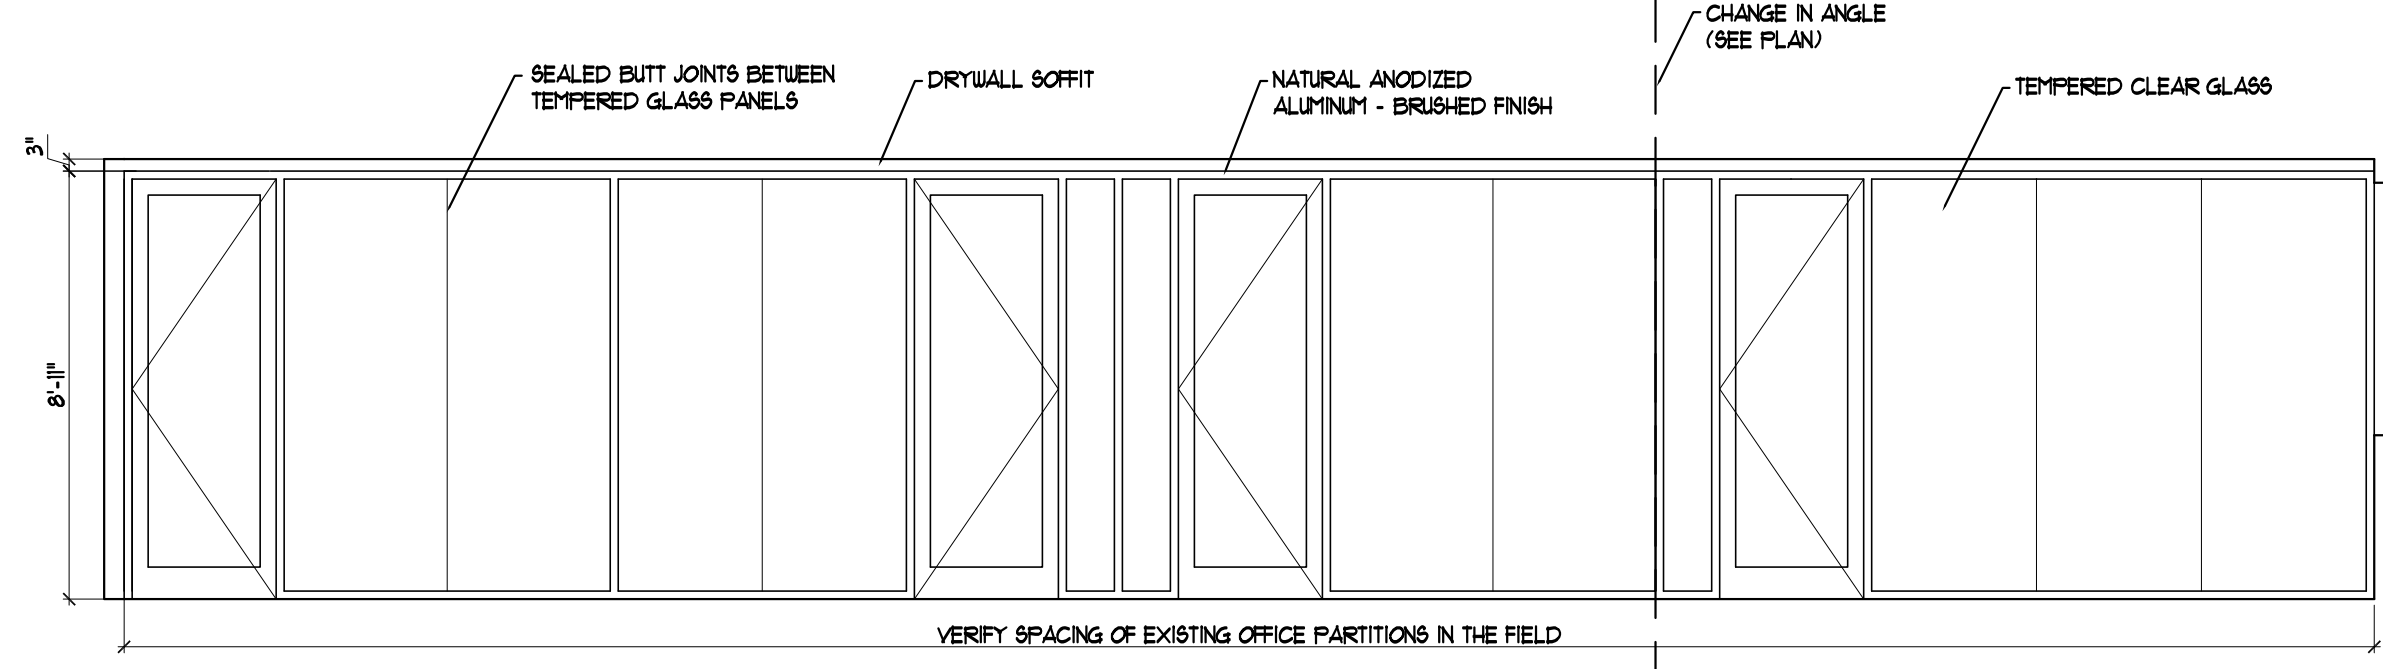 CHANGE IN ANGLE
(SEE PLAN)
SEALED BUTT JOINTS BETWEEN
TEMPERED GLASS PANELS
DRYWALL SOFFIT
NATURAL ANODIZED
ALUMINUM - BRUSHED FINISH
TEMPERED CLEAR GLASS
3"
8'-11"
VERIFY SPACING OF EXISTING OFFICE PARTITIONS IN THE FIELD